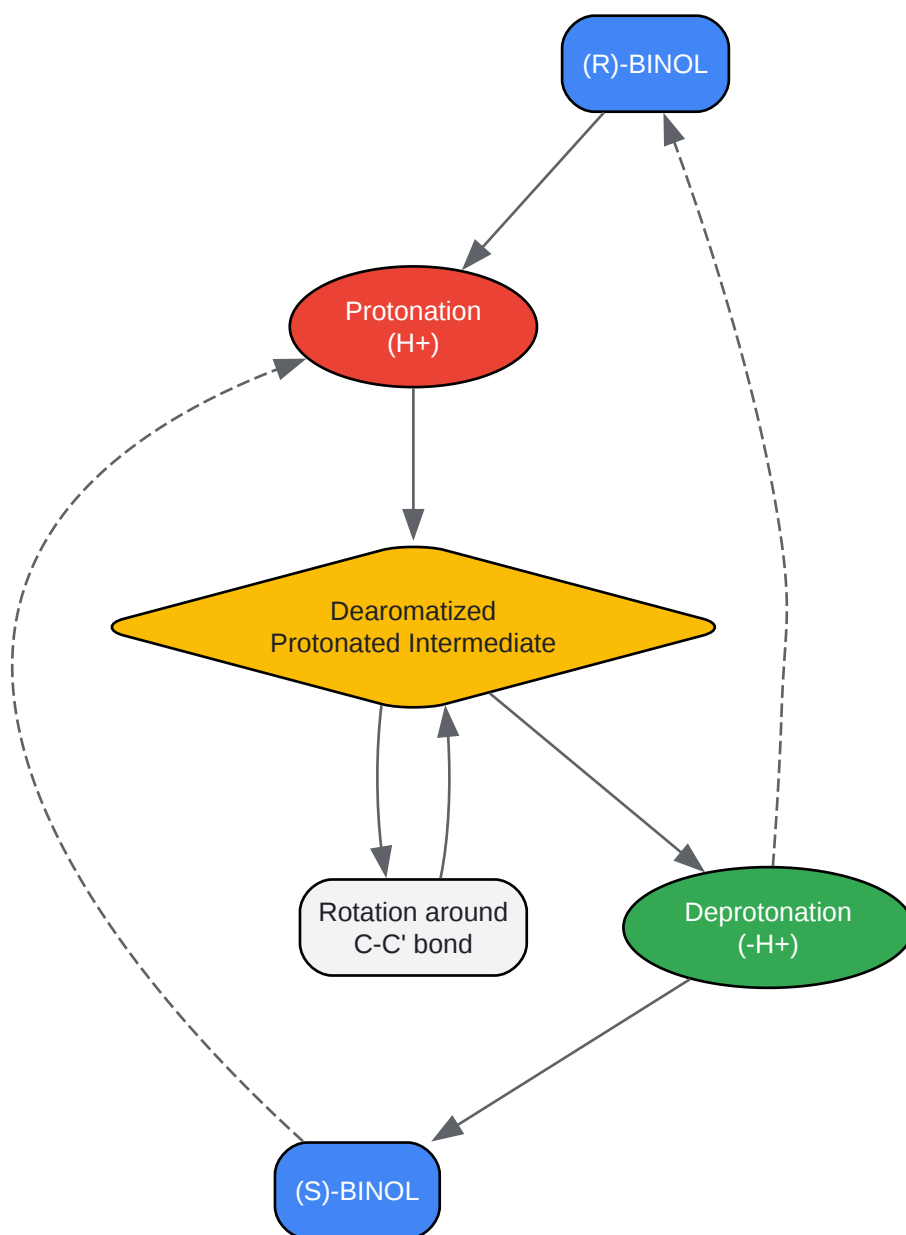 (R)-BINOL
Protonation
(H+)
Dearomatized
Protonated Intermediate
Rotation around
C-C' bond
Deprotonation
(-H+)
(S)-BINOL